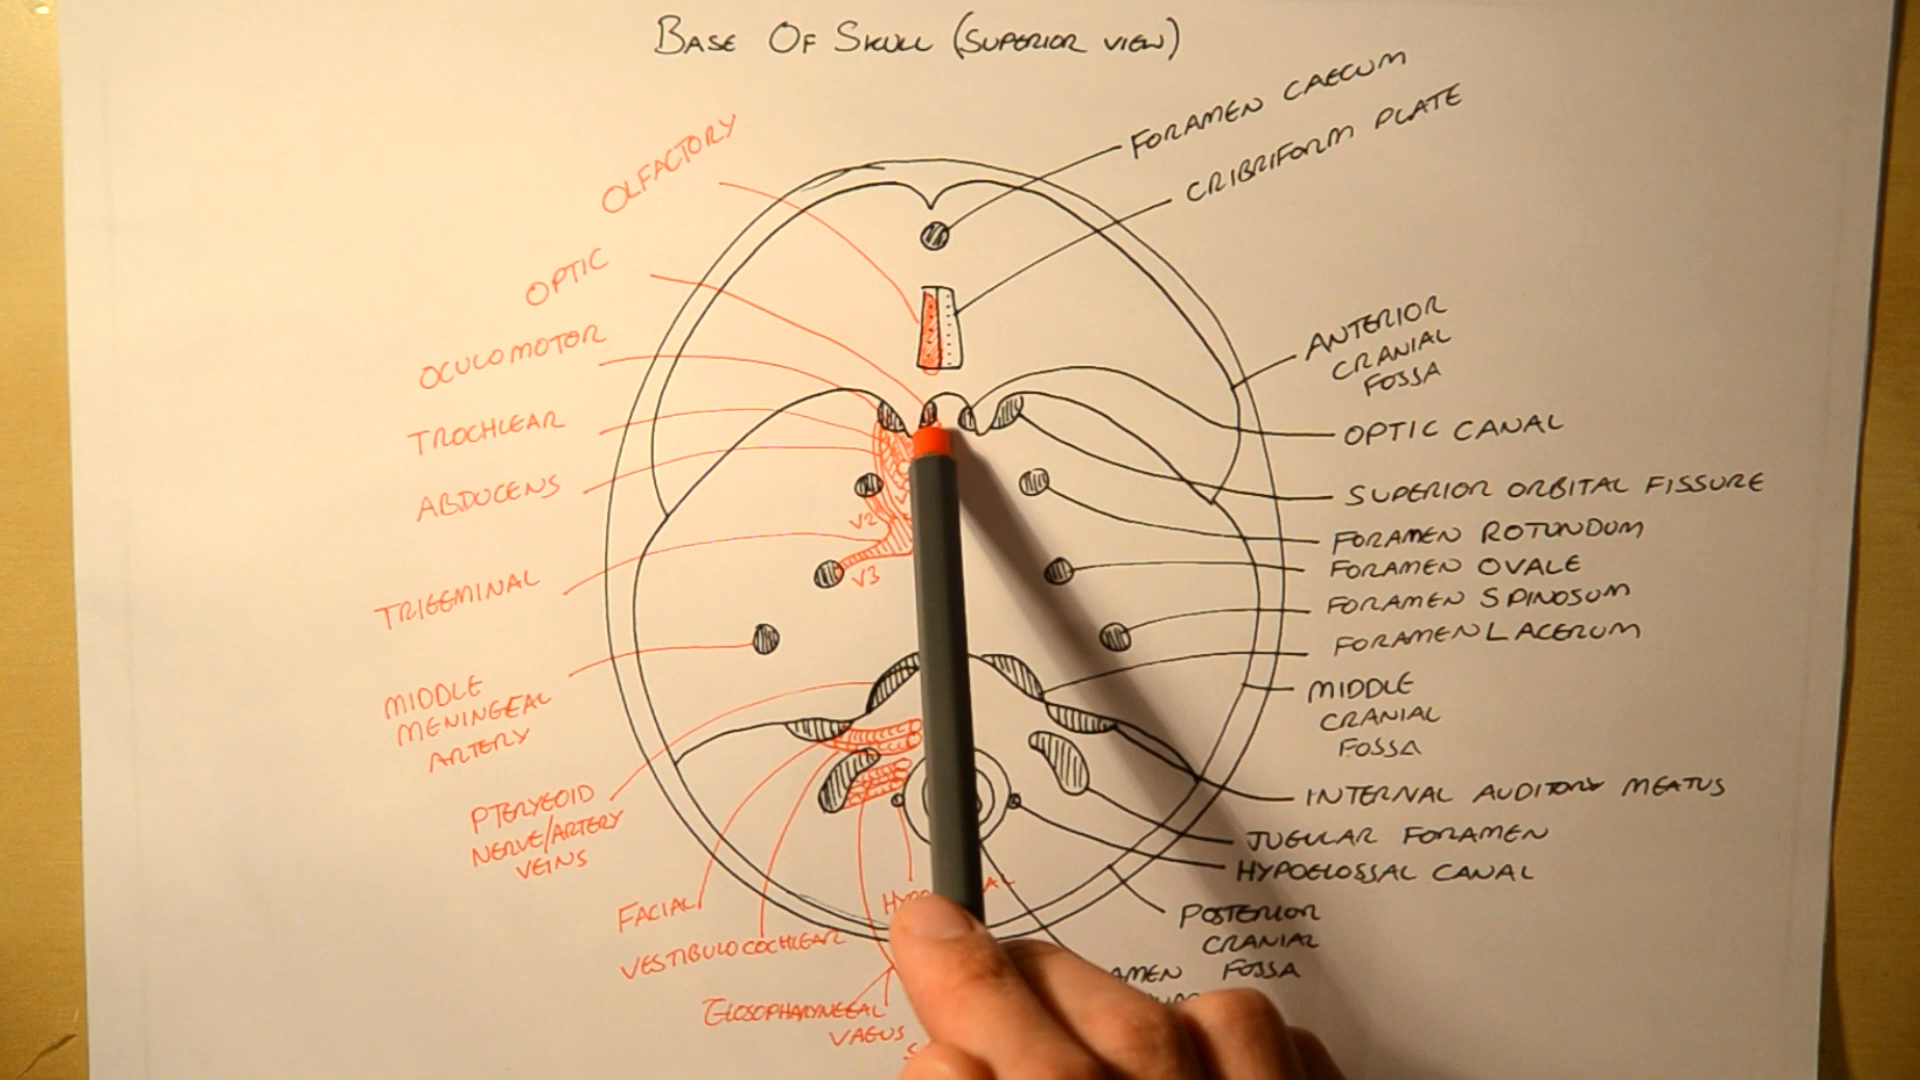 BASE OF SKULL (SUPERIOR VIEW)
OLFACTORY
OPTIC
OCULOMOTOR
TROCHLEAR
ABDUCENS
V2
V3
TRIGEMINAL
MIDDLE
MENINGEAL
ARTERY
PTERYGOID
NERVE/ARTERY
VEINS
FACIAL
VESTIBULOCOCHLEAR
GLOSOPHARYNGEAL
VAGUS
FORAMEN CAECUM
CRIBRIFORM PLATE
ANTERIOR
CRANIAL
FOSSA
OPTIC CANAL
SUPERIOR ORBITAL FISSURE
FORAMEN ROTUNDUM
FORAMEN OVALE
FORAMEN SPINOSUM
FORAMEN LACERUM
MIDDLE
CRANIAL
FOSSA
INTERNAL AUDITORY MEATUS
JUGULAR FORAMEN
HYPOGLOSSAL CANAL
POSTERIOR
CRANIAL
FOSSA